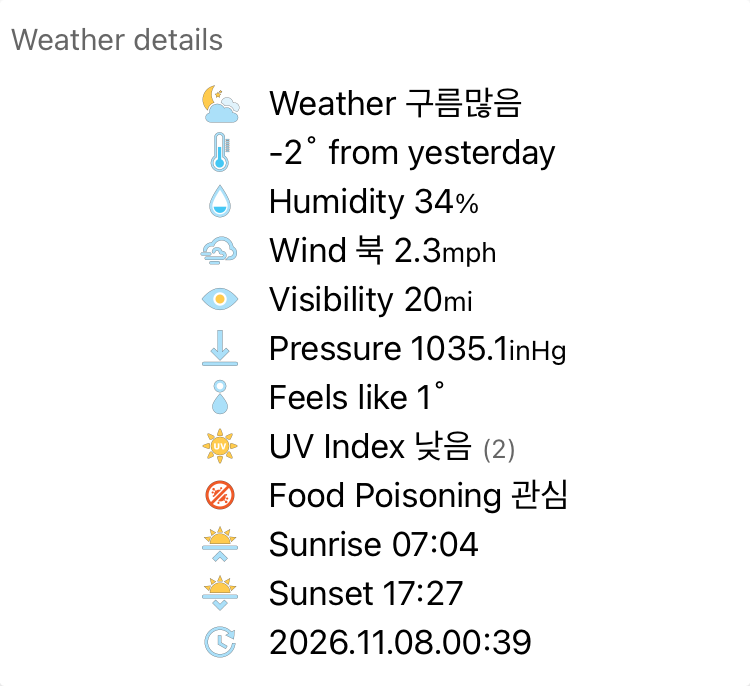 Weather details
Weather 구름많음
-2˚ from yesterday
Humidity 34%
Wind 북 2.3mph
Visibility 20mi
Pressure 1035.1inHg
Feels like 1˚
UV UV Index 낮음 (2)
Food Poisoning 관심
Sunrise 07:04
Sunset 17:27
2026.11.08.00:39